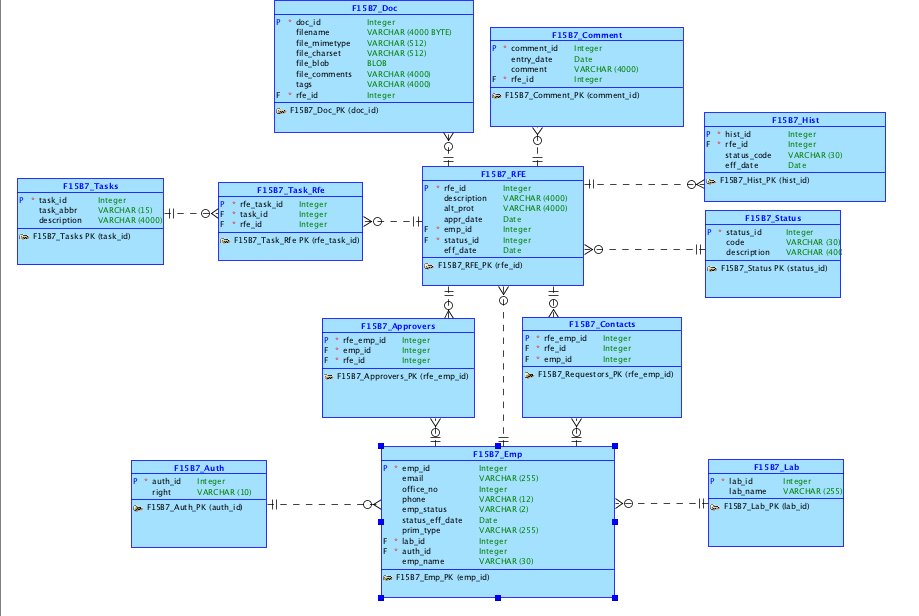 F15B7_Doc
P * doc_id Integer
filename VARCHAR (4000 BYTE)
file_mimetype VARCHAR (512)
file_charset VARCHAR (512)
file_blob BLOB
file_comments VARCHAR (4000)
tags VARCHAR (4000)
F * rfe_id Integer
F15B7_Doc_PK (doc_id)
F15B7_Comment
P * comment_id Integer
entry_date Date
comment VARCHAR (4000)
F * rfe_id Integer
F15B7_Comment_PK (comment_id)
F15B7_Hist
P * hist_id Integer
F * rfe_id Integer
status_code VARCHAR (30)
eff_date Date
F15B7_Hist_PK (hist_id)
F15B7_Tasks
P * task_id Integer
task_abbr VARCHAR (15)
description VARCHAR (4000)
F15B7_Tasks PK (task_id)
F15B7_Task_Rfe
P * rfe_task_id Integer
F * task_id Integer
F * rfe_id Integer
F15B7_Task_Rfe PK (rfe_task_id)
F15B7_RFE
P * rfe_id Integer
description VARCHAR (4000)
alt_prot VARCHAR (4000)
appr_date Date
F * emp_id Integer
F * status_id Integer
eff_date Date
F15B7_RFE_PK (rfe_id)
F15B7_Status
P * status_id Integer
code VARCHAR (30)
description VARCHAR (400
F15B7_Status PK (status_id)
F15B7_Approvers
P * rfe_emp_id Integer
F * emp_id Integer
F * rfe_id Integer
F15B7_Approvers_PK (rfe_emp_id)
F15B7_Contacts
P * rfe_emp_id Integer
F * rfe_id Integer
F * emp_id Integer
F15B7_Requestors_PK (rfe_emp_id)
F15B7_Auth
P * auth_id Integer
right VARCHAR (10)
F15B7_Auth_PK (auth_id)
F15B7_Emp
P * emp_id Integer
email VARCHAR (255)
office_no Integer
phone VARCHAR (12)
emp_status VARCHAR (2)
status_eff_date Date
prim_type VARCHAR (255)
F * lab_id Integer
F * auth_id Integer
emp_name VARCHAR (30)
F15B7_Emp_PK (emp_id)
F15B7_Lab
P * lab_id Integer
lab_name VARCHAR (255)
F15B7_Lab_PK (lab_id)